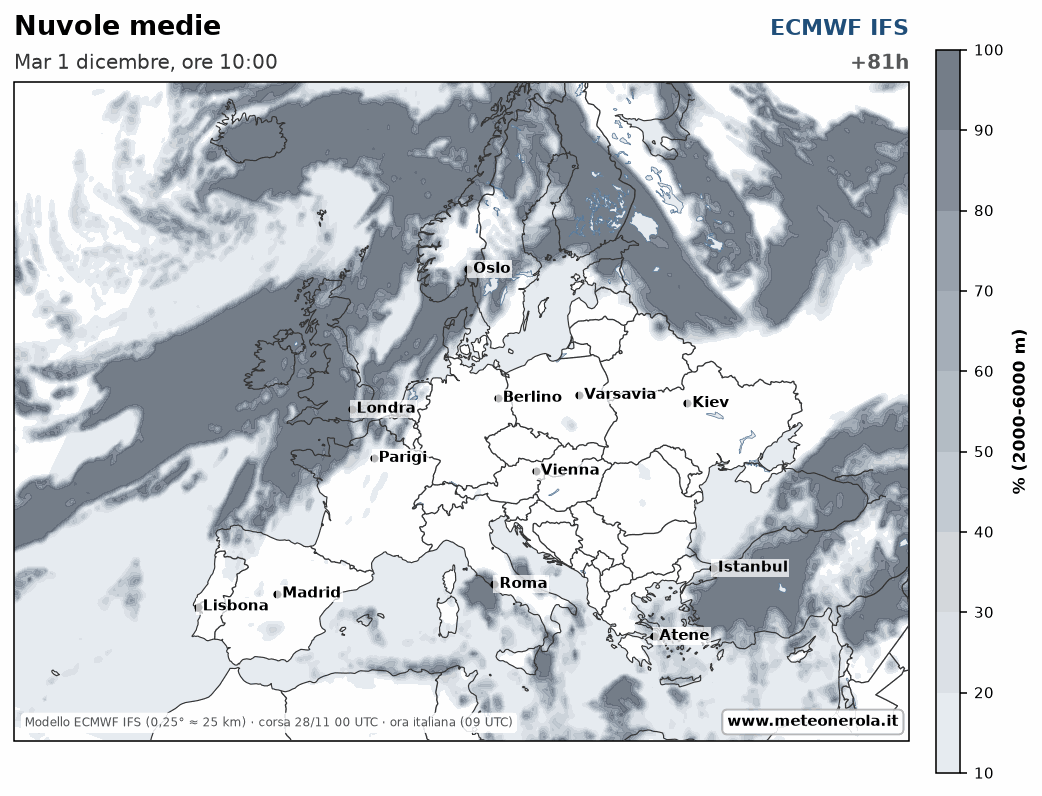 Nuvole medie
ECMWF IFS
Mar 1 dicembre, ore 10:00
+81h
100
90
80
70
60
50
40
30
20
10
% (2000-6000 m)
Oslo
Londra
Berlino
Varsavia
Kiev
Parigi
Vienna
Istanbul
Roma
Madrid
Lisbona
Atene
Modello ECMWF IFS (0,25° ≈ 25 km) · corsa 28/11 00 UTC · ora italiana (09 UTC)
www.meteonerola.it